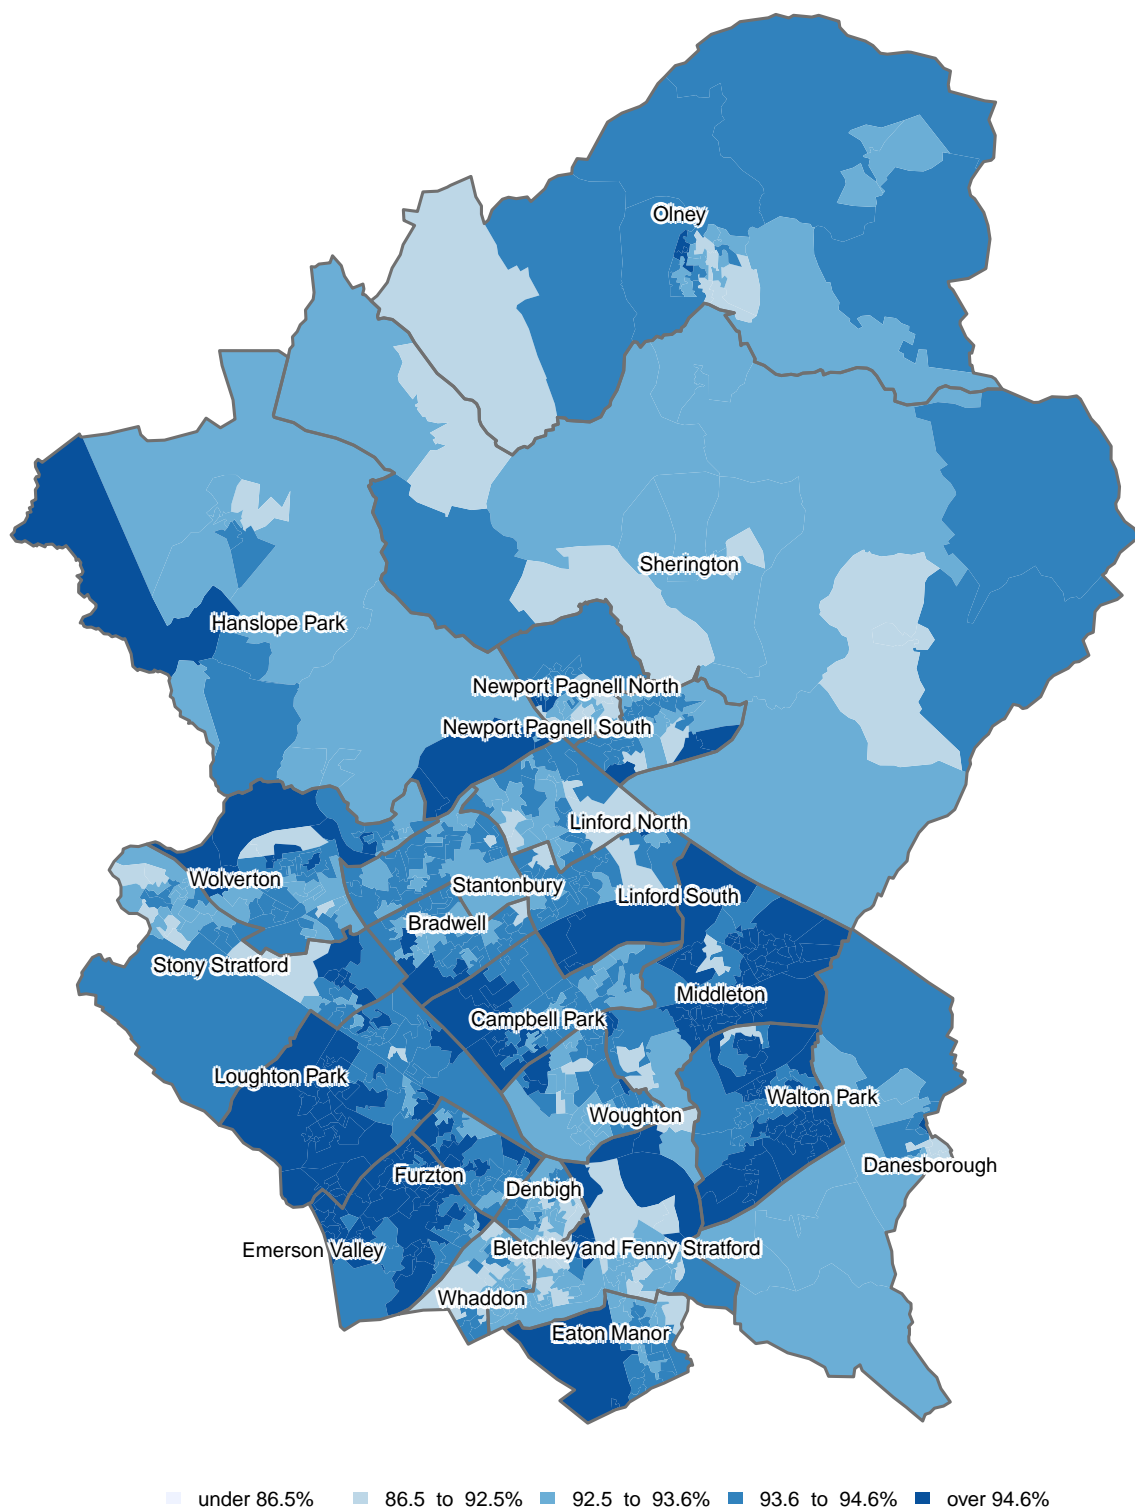 Olney
Sherington
Hanslope Park
Newport Pagnell North
Newport Pagnell South
Linford North
Wolverton
Stantonbury
Linford South
Bradwell
Stony Stratford
Middleton
Campbell Park
Loughton Park
Walton Park
Woughton
Danesborough
Furzton
Denbigh
Emerson Valley
Bletchley and Fenny Stratford
Whaddon
Eaton Manor
under 86.5% 86.5 to 92.5% 92.5 to 93.6% 93.6 to 94.6% over 94.6%